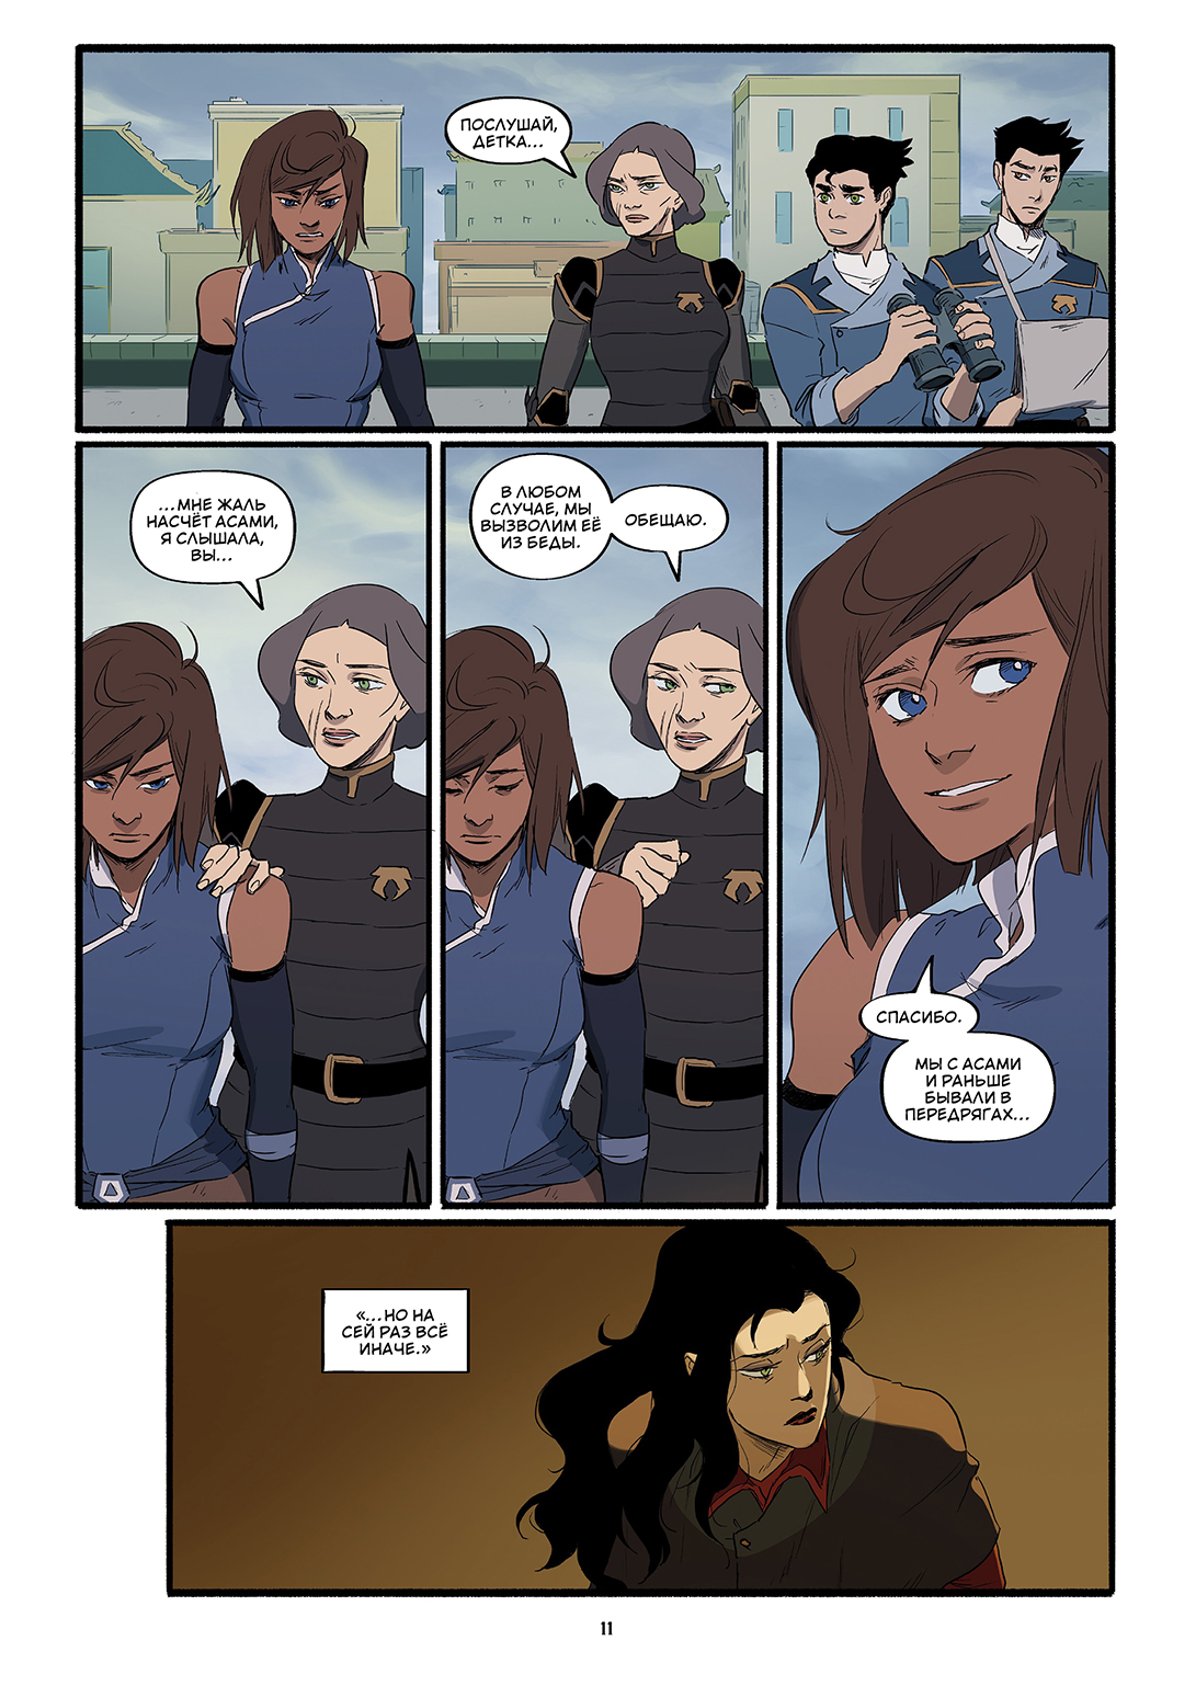 ПОСЛУШАЙ,
ДЕТКА...
...МНЕ ЖАЛЬ
НАСЧЁТ АСАМИ,
Я СЛЫШАЛА,
ВЫ...
В ЛЮБОМ
СЛУЧАЕ, МЫ
ВЫЗВОЛИМ ЕЁ
ИЗ БЕДЫ.
ОБЕЩАЮ.
СПАСИБО.
МЫ С АСАМИ
И РАНЬШЕ
БЫВАЛИ В
ПЕРЕДРЯГАХ...
«...НО НА
СЕЙ РАЗ ВСЁ
ИНАЧЕ.»
11